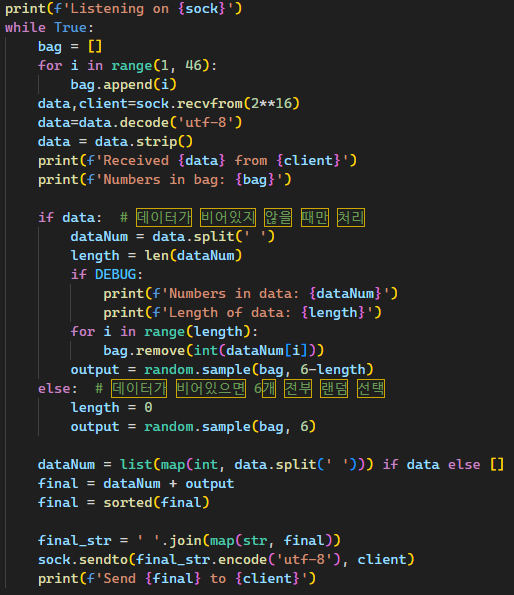 print(f'Listening on {sock}')
while True:
    bag = []
    for i in range(1, 46):
        bag.append(i)
    data,client=sock.recvfrom(2**16)
    data=data.decode('utf-8')
    data = data.strip()
    print(f'Received {data} from {client}')
    print(f'Numbers in bag: {bag}')

    if data:  # 데이터가 비어있지 않을 때만 처리
        dataNum = data.split(' ')
        length = len(dataNum)
        if DEBUG:
            print(f'Numbers in data: {dataNum}')
            print(f'Length of data: {length}')
        for i in range(length):
            bag.remove(int(dataNum[i]))
        output = random.sample(bag, 6-length)
    else:  # 데이터가 비어있으면 6개 전부 랜덤 선택
        length = 0
        output = random.sample(bag, 6)

    dataNum = list(map(int, data.split(' '))) if data else []
    final = dataNum + output
    final = sorted(final)

    final_str = ' '.join(map(str, final))
    sock.sendto(final_str.encode('utf-8'), client)
    print(f'Send {final} to {client}')